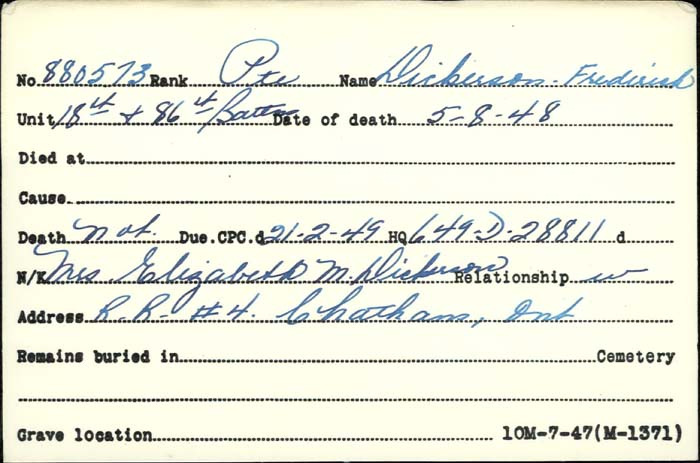 No 880573 Rank Pte Name Dickerson - Frederick
Unit 18th & 86th Battns Date of death 5-8-48
Died at
Cause
Death Not. Due. CPC. d 21-2-49 HQ 649-D-28811 d
N/K Mrs Elizabeth M. Dickerson Relationship w
Address R.R. #4. Chatham, Ont
Remains buried in Cemetery
Grave location 10M-7-47(M-1371)